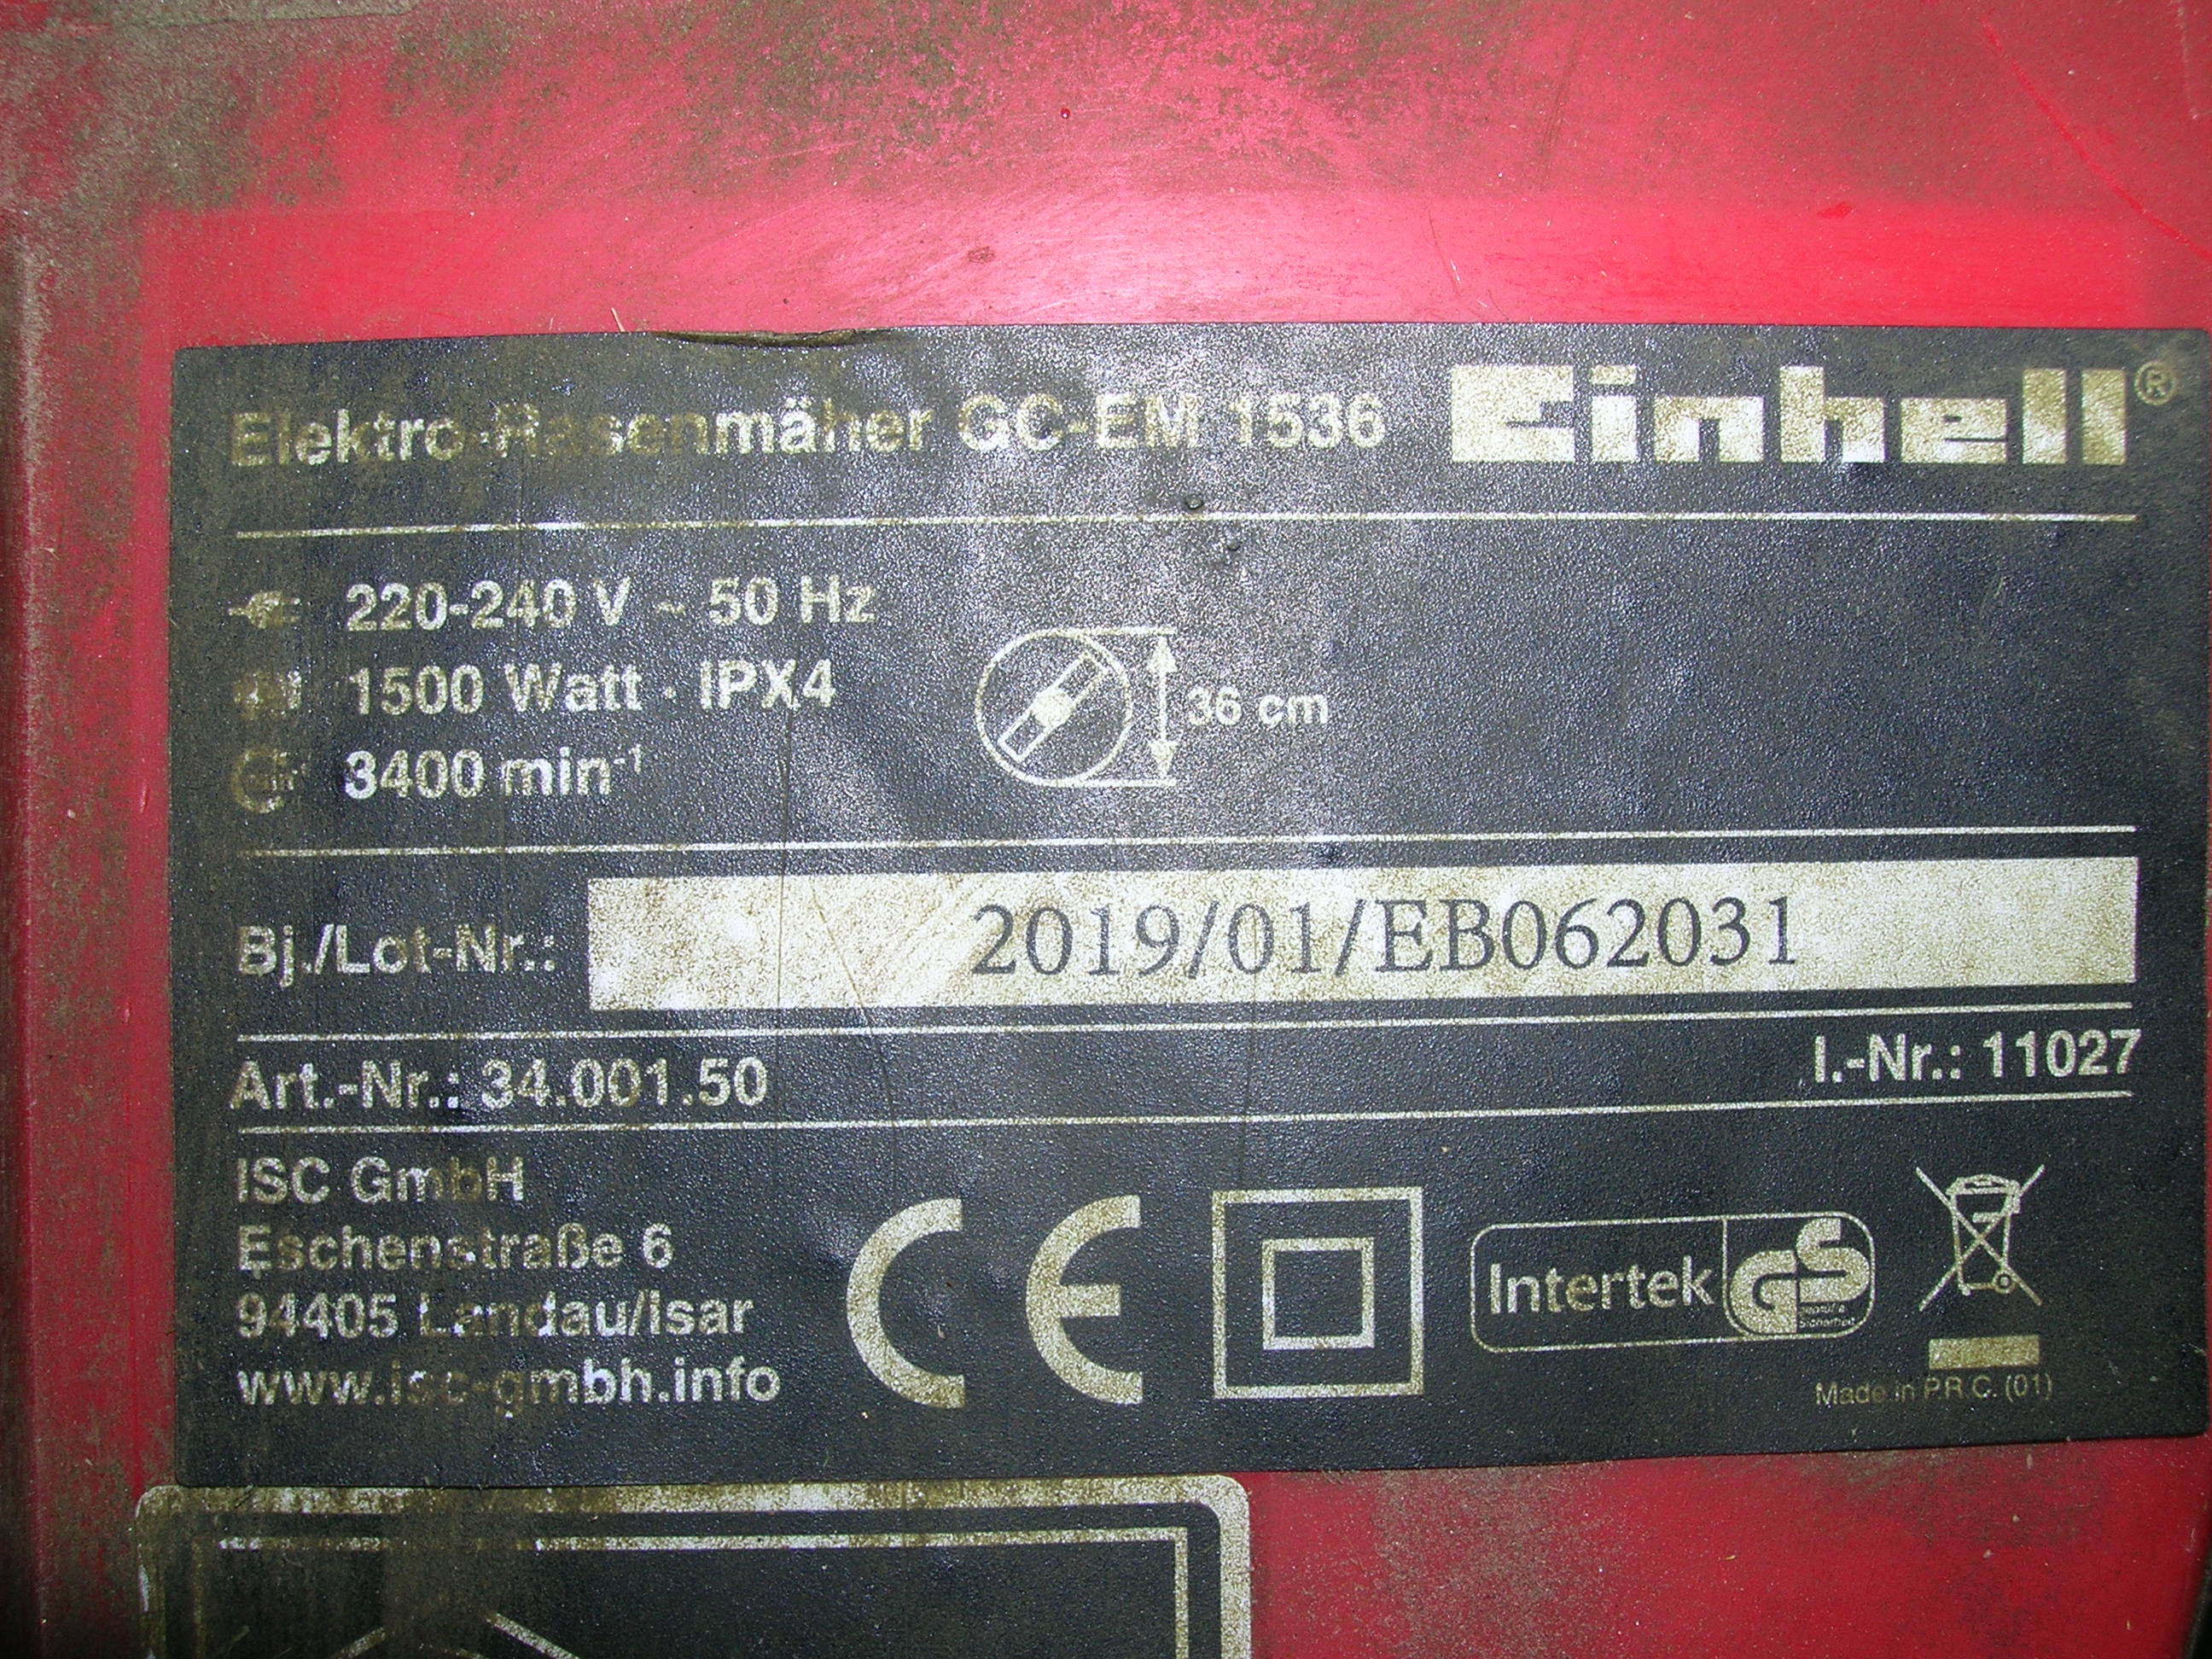 Elektro-Rasenmäher GC-EM 1536 Einhell®
220-240 V ~ 50 Hz
1500 Watt · IPX4
3400 min⁻¹
36 cm
Bj./Lot-Nr.: 2019/01/EB062031
Art.-Nr.: 34.001.50 I.-Nr.: 11027
ISC GmbH
Eschenstraße 6
94405 Landau/Isar
www.isc-gmbh.info
CE
Intertek GS
geprüfte
Sicherheit
Made in P.R.C. (01)